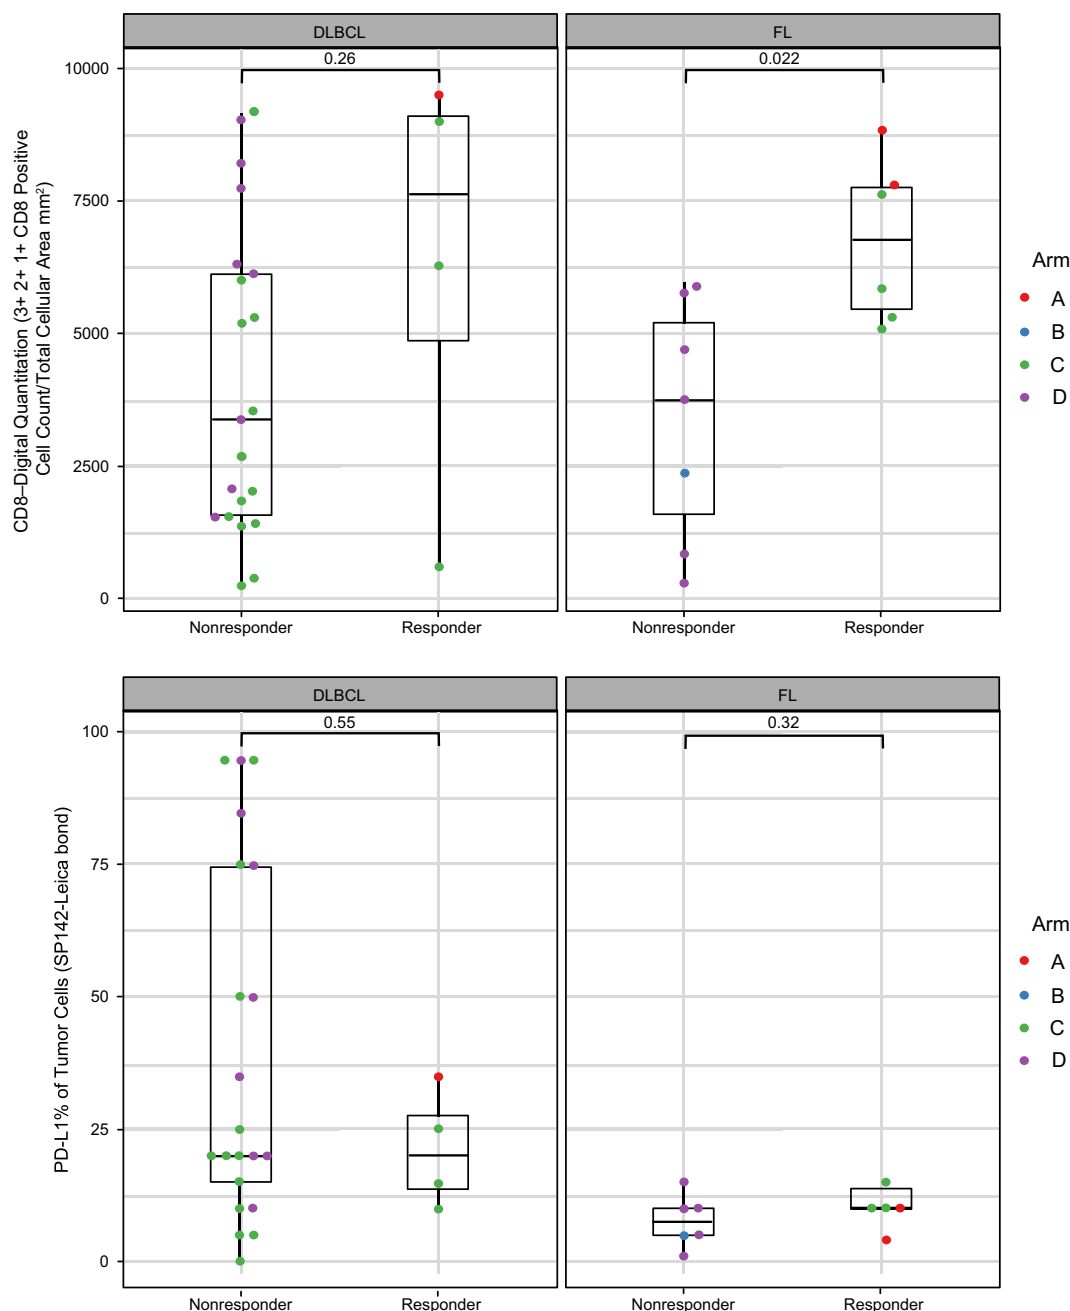 DLBCL
FL
0.26
0.022
10000
7500
5000
2500
0
CD8–Digital Quantitation (3+ 2+ 1+ CD8 Positive
Cell Count/Total Cellular Area mm²)
Nonresponder
Responder
Nonresponder
Responder
Arm
A
B
C
D
DLBCL
FL
0.55
0.32
100
75
50
25
0
PD-L1% of Tumor Cells (SP142-Leica bond)
Nonresponder
Responder
Nonresponder
Responder
Arm
A
B
C
D